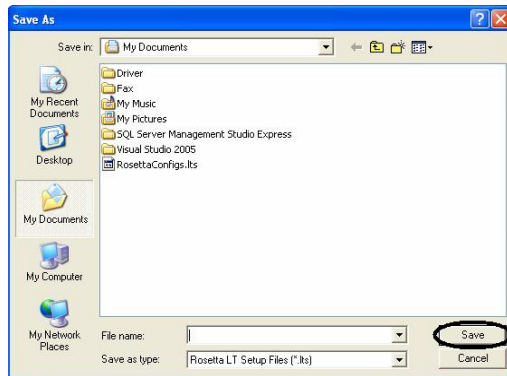 Save As
Save in:
My Documents
My Recent
Documents
Desktop
My Documents
My Computer
My Network
Places
Driver
Fax
My Music
My Pictures
SQL Server Management Studio Express
Visual Studio 2005
RosettaConfigs.lts
File name:
Save
Save as type:
Rosetta LT Setup Files (*.lts)
Cancel